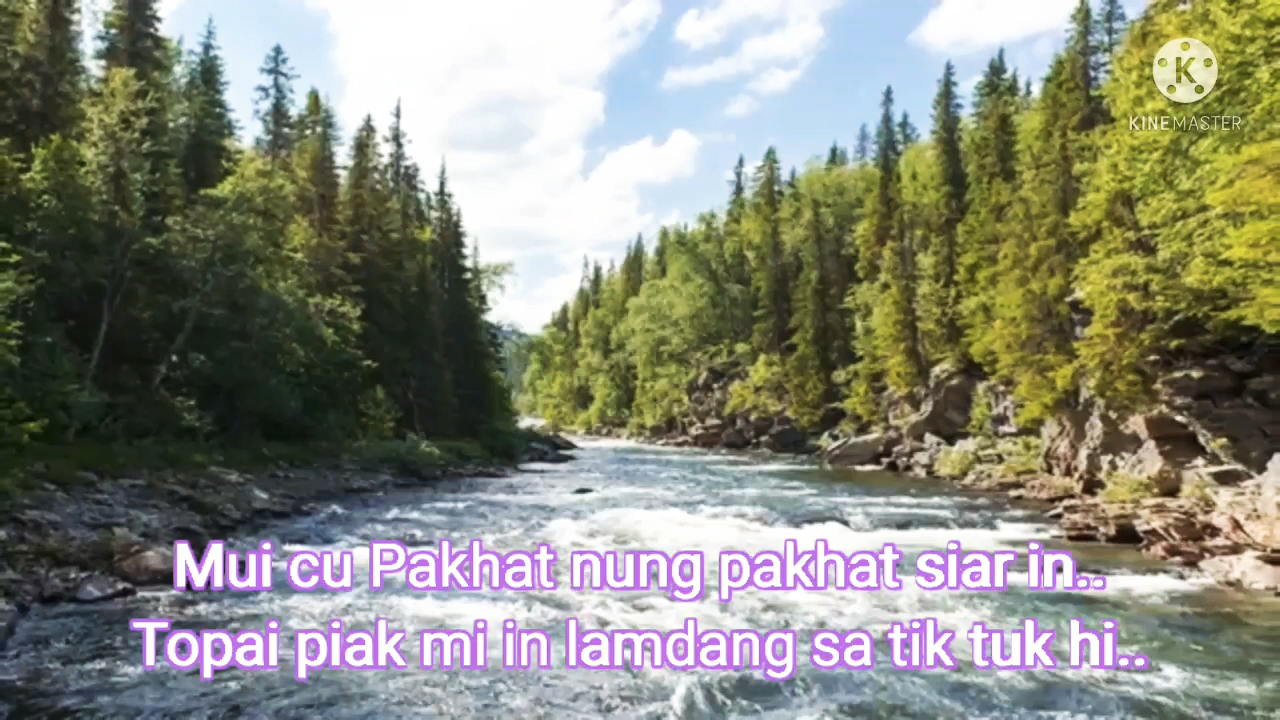 KINEMASTER
Mui cu Pakhat nung pakhat siar in..
Topai piak mi in lamdang sa tik tuk hi..